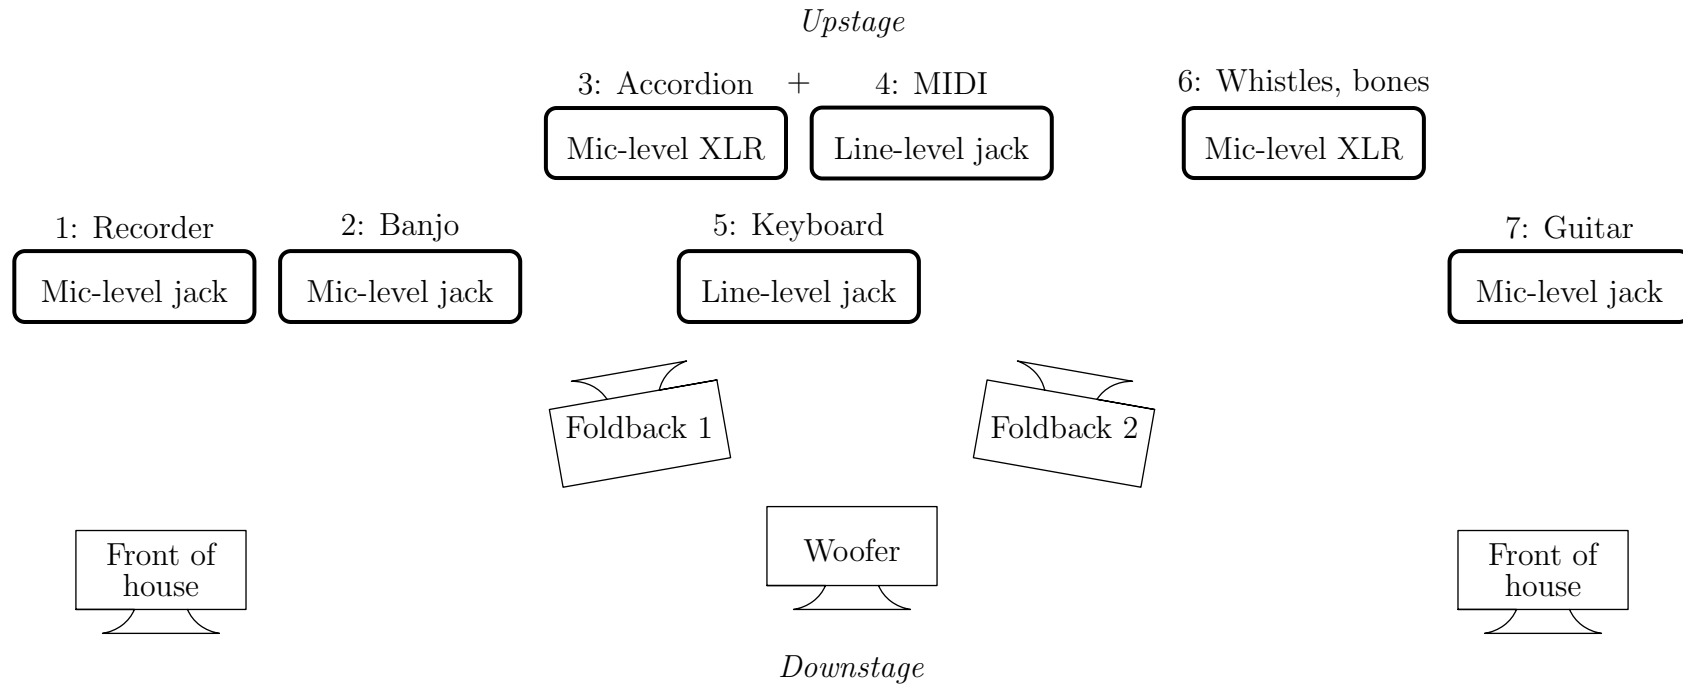 Upstage
3: Accordion + 4: MIDI 6: Whistles, bones
Mic-level XLR Line-level jack Mic-level XLR
1: Recorder 2: Banjo 5: Keyboard 7: Guitar
Mic-level jack Mic-level jack Line-level jack Mic-level jack
Foldback 1 Foldback 2
Front of
house
Woofer
Front of
house
Downstage